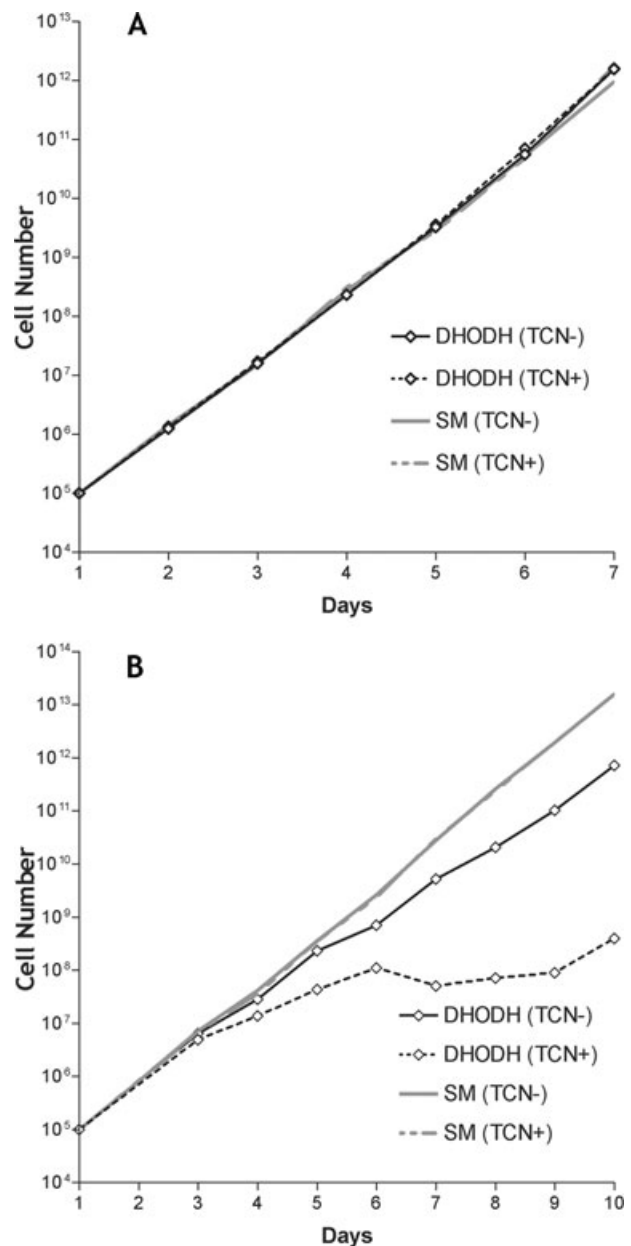 A
10¹³
10¹²
10¹¹
10¹⁰
10⁹
10⁸
10⁷
10⁶
10⁵
10⁴
Cell Number
DHODH (TCN-)
DHODH (TCN+)
SM (TCN-)
SM (TCN+)
1 2 3 4 5 6 7
Days
B
10¹⁴
10¹³
10¹²
10¹¹
10¹⁰
10⁹
10⁸
10⁷
10⁶
10⁵
10⁴
Cell Number
DHODH (TCN-)
DHODH (TCN+)
SM (TCN-)
SM (TCN+)
1 2 3 4 5 6 7 8 9 10
Days